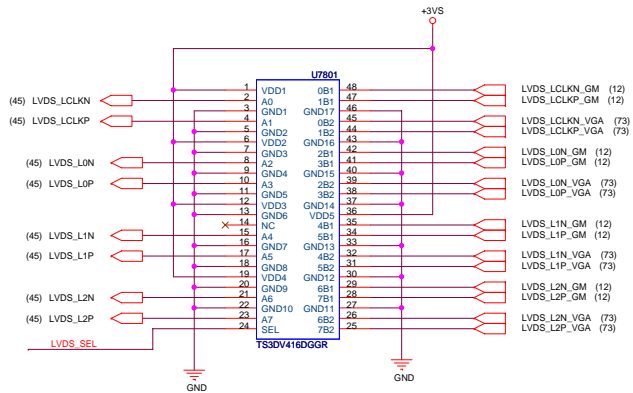 +3VS
U7801
1 VDD1 0B1 48 LVDS_LCLKN_GM (12)
(45) LVDS_LCLKN 2 A0 1B1 47 LVDS_LCLKP_GM (12)
3 GND1 GND17 46
(45) LVDS_LCLKP 4 A1 0B2 45 LVDS_LCLKN_VGA (73)
5 GND2 1B2 44 LVDS_LCLKP_VGA (73)
6 VDD2 GND16 43
7 GND3 2B1 42 LVDS_L0N_GM (12)
(45) LVDS_L0N 8 A2 3B1 41 LVDS_L0P_GM (12)
9 GND4 GND15 40
(45) LVDS_L0P 10 A3 2B2 39 LVDS_L0N_VGA (73)
11 GND5 3B2 38 LVDS_L0P_VGA (73)
12 VDD3 GND14 37
13 GND6 VDD5 36
14 NC 4B1 35 LVDS_L1N_GM (12)
(45) LVDS_L1N 15 A4 5B1 34 LVDS_L1P_GM (12)
16 GND7 GND13 33
(45) LVDS_L1P 17 A5 4B2 32 LVDS_L1N_VGA (73)
18 GND8 5B2 31 LVDS_L1P_VGA (73)
19 VDD4 GND12 30
20 GND9 6B1 29 LVDS_L2N_GM (12)
(45) LVDS_L2N 21 A6 7B1 28 LVDS_L2P_GM (12)
22 GND10 GND11 27
(45) LVDS_L2P 23 A7 6B2 26 LVDS_L2N_VGA (73)
24 SEL 7B2 25 LVDS_L2P_VGA (73)
LVDS_SEL TS3DV416DGGR
GND GND